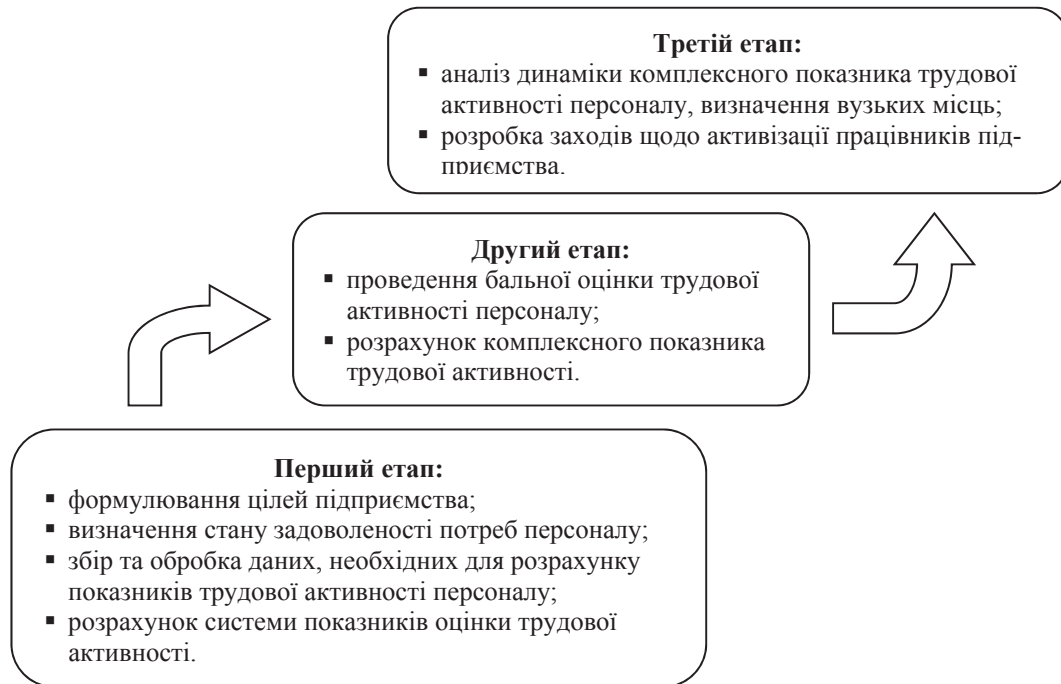 Третій етап:
▪ аналіз динаміки комплексного показника трудової
активності персоналу, визначення вузьких місць;
▪ розробка заходів щодо активізації працівників під-
приємства.
Другий етап:
▪ проведення бальної оцінки трудової
активності персоналу;
▪ розрахунок комплексного показника
трудової активності.
Перший етап:
▪ формулювання цілей підприємства;
▪ визначення стану задоволеності потреб персоналу;
▪ збір та обробка даних, необхідних для розрахунку
показників трудової активності персоналу;
▪ розрахунок системи показників оцінки трудової
активності.